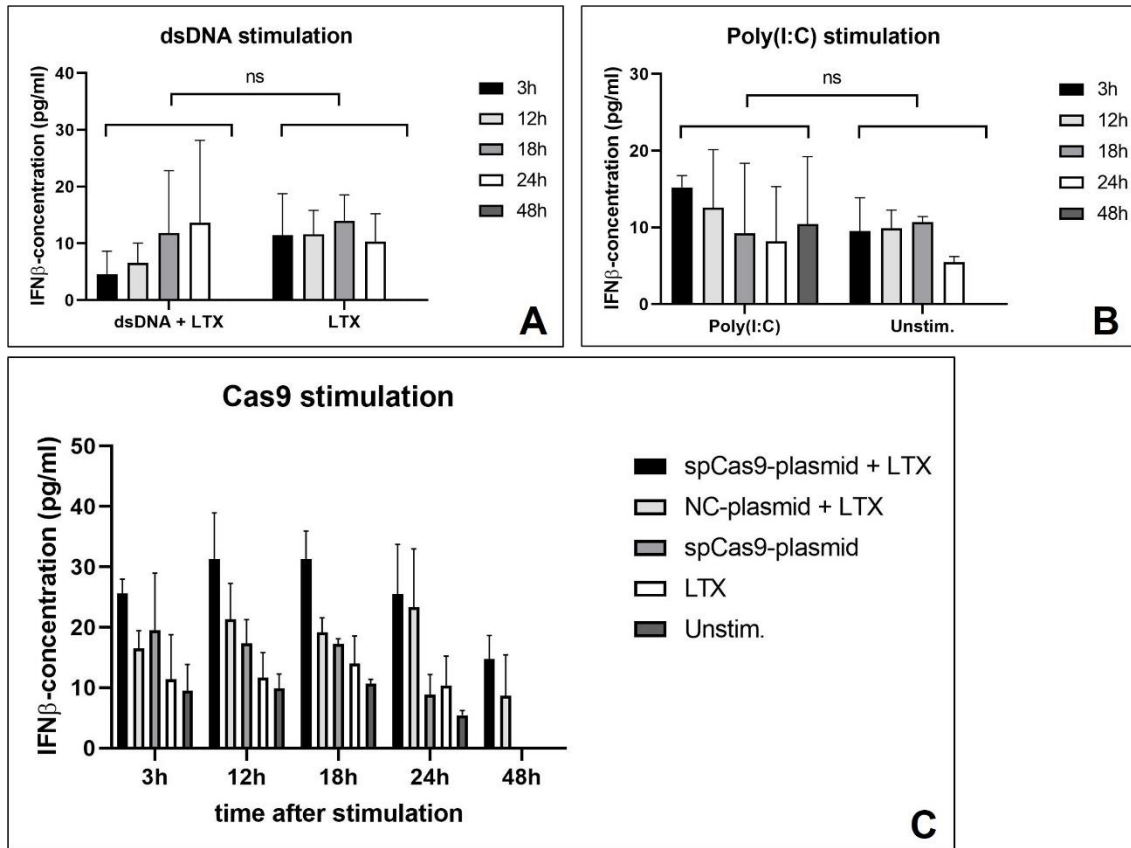 dsDNA stimulation
IFNβ-concentration (pg/ml)
40
30
20
10
0
ns
dsDNA + LTX
LTX
3h
12h
18h
24h
48h
A
Poly(I:C) stimulation
IFNβ-concentration (pg/ml)
30
20
10
0
ns
Poly(I:C)
Unstim.
3h
12h
18h
24h
48h
B
Cas9 stimulation
IFNβ-concentration (pg/ml)
50
40
30
20
10
0
3h
12h
18h
24h
48h
time after stimulation
spCas9-plasmid + LTX
NC-plasmid + LTX
spCas9-plasmid
LTX
Unstim.
C